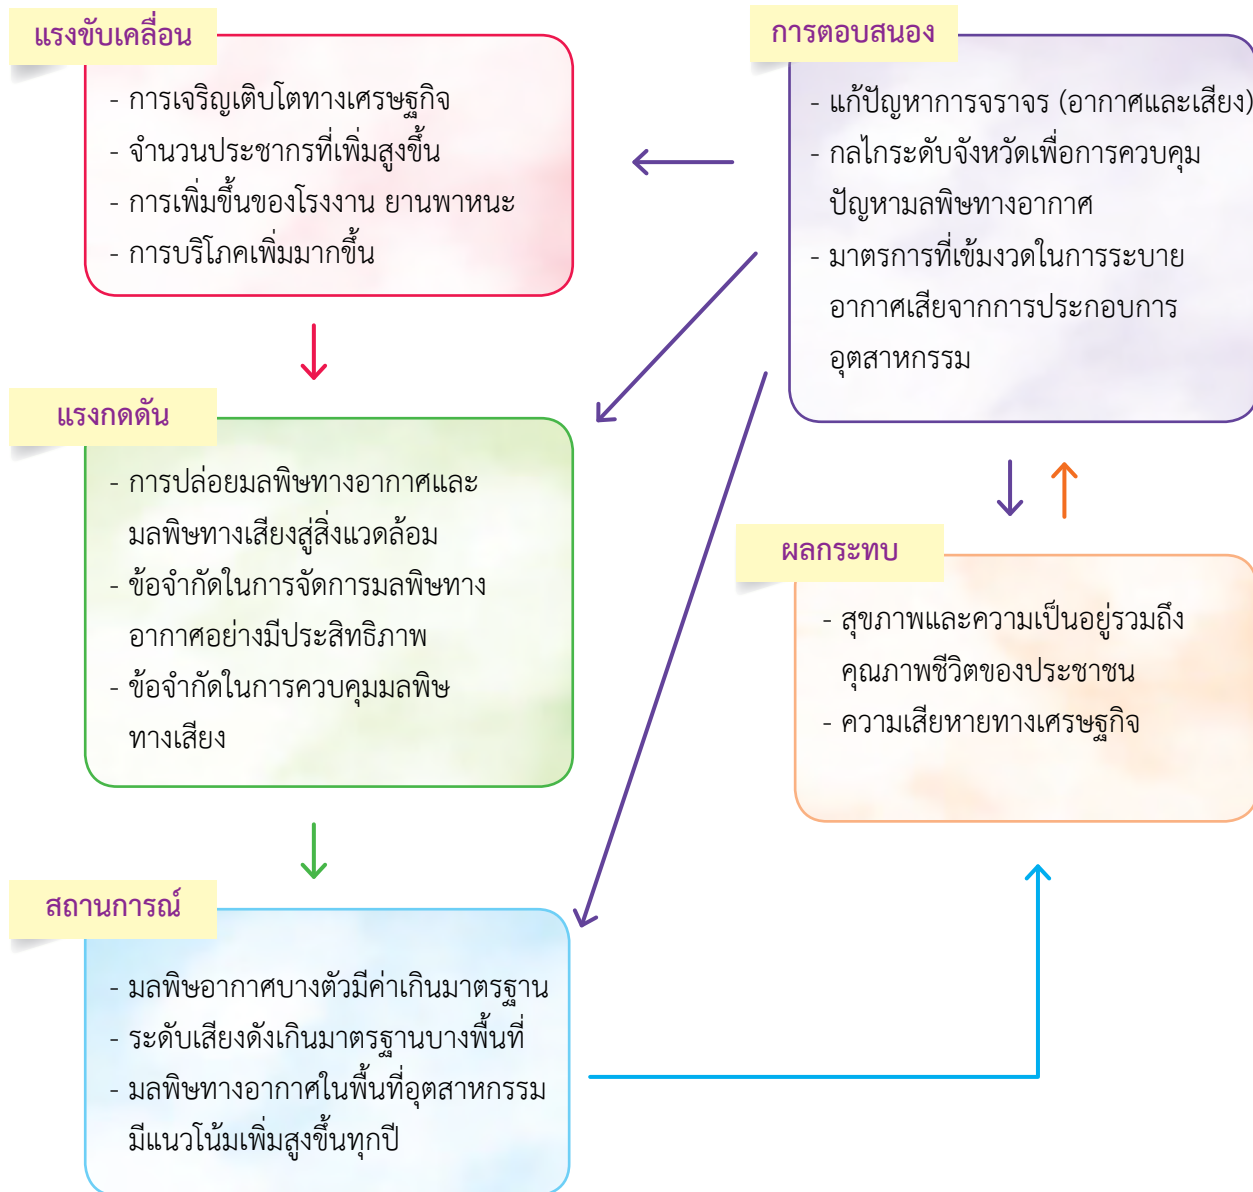 แรงขับเคลื่อน
- การเจริญเติบโตทางเศรษฐกิจ
- จำนวนประชากรที่เพิ่มสูงขึ้น
- การเพิ่มขึ้นของโรงงาน ยานพาหนะ
- การบริโภคเพิ่มมากขึ้น
แรงกดดัน
- การปล่อยมลพิษทางอากาศและ
มลพิษทางเสียงสู่สิ่งแวดล้อม
- ข้อจำกัดในการจัดการมลพิษทาง
อากาศอย่างมีประสิทธิภาพ
- ข้อจำกัดในการควบคุมมลพิษ
ทางเสียง
สถานการณ์
- มลพิษอากาศบางตัวมีค่าเกินมาตรฐาน
- ระดับเสียงดังเกินมาตรฐานบางพื้นที่
- มลพิษทางอากาศในพื้นที่อุตสาหกรรม
มีแนวโน้มเพิ่มสูงขึ้นทุกปี
การตอบสนอง
- แก้ปัญหาการจราจร (อากาศและเสียง)
- กลไกระดับจังหวัดเพื่อการควบคุม
ปัญหามลพิษทางอากาศ
- มาตรการที่เข้มงวดในการระบาย
อากาศเสียจากการประกอบการ
อุตสาหกรรม
ผลกระทบ
- สุขภาพและความเป็นอยู่รวมถึง
คุณภาพชีวิตของประชาชน
- ความเสียหายทางเศรษฐกิจ